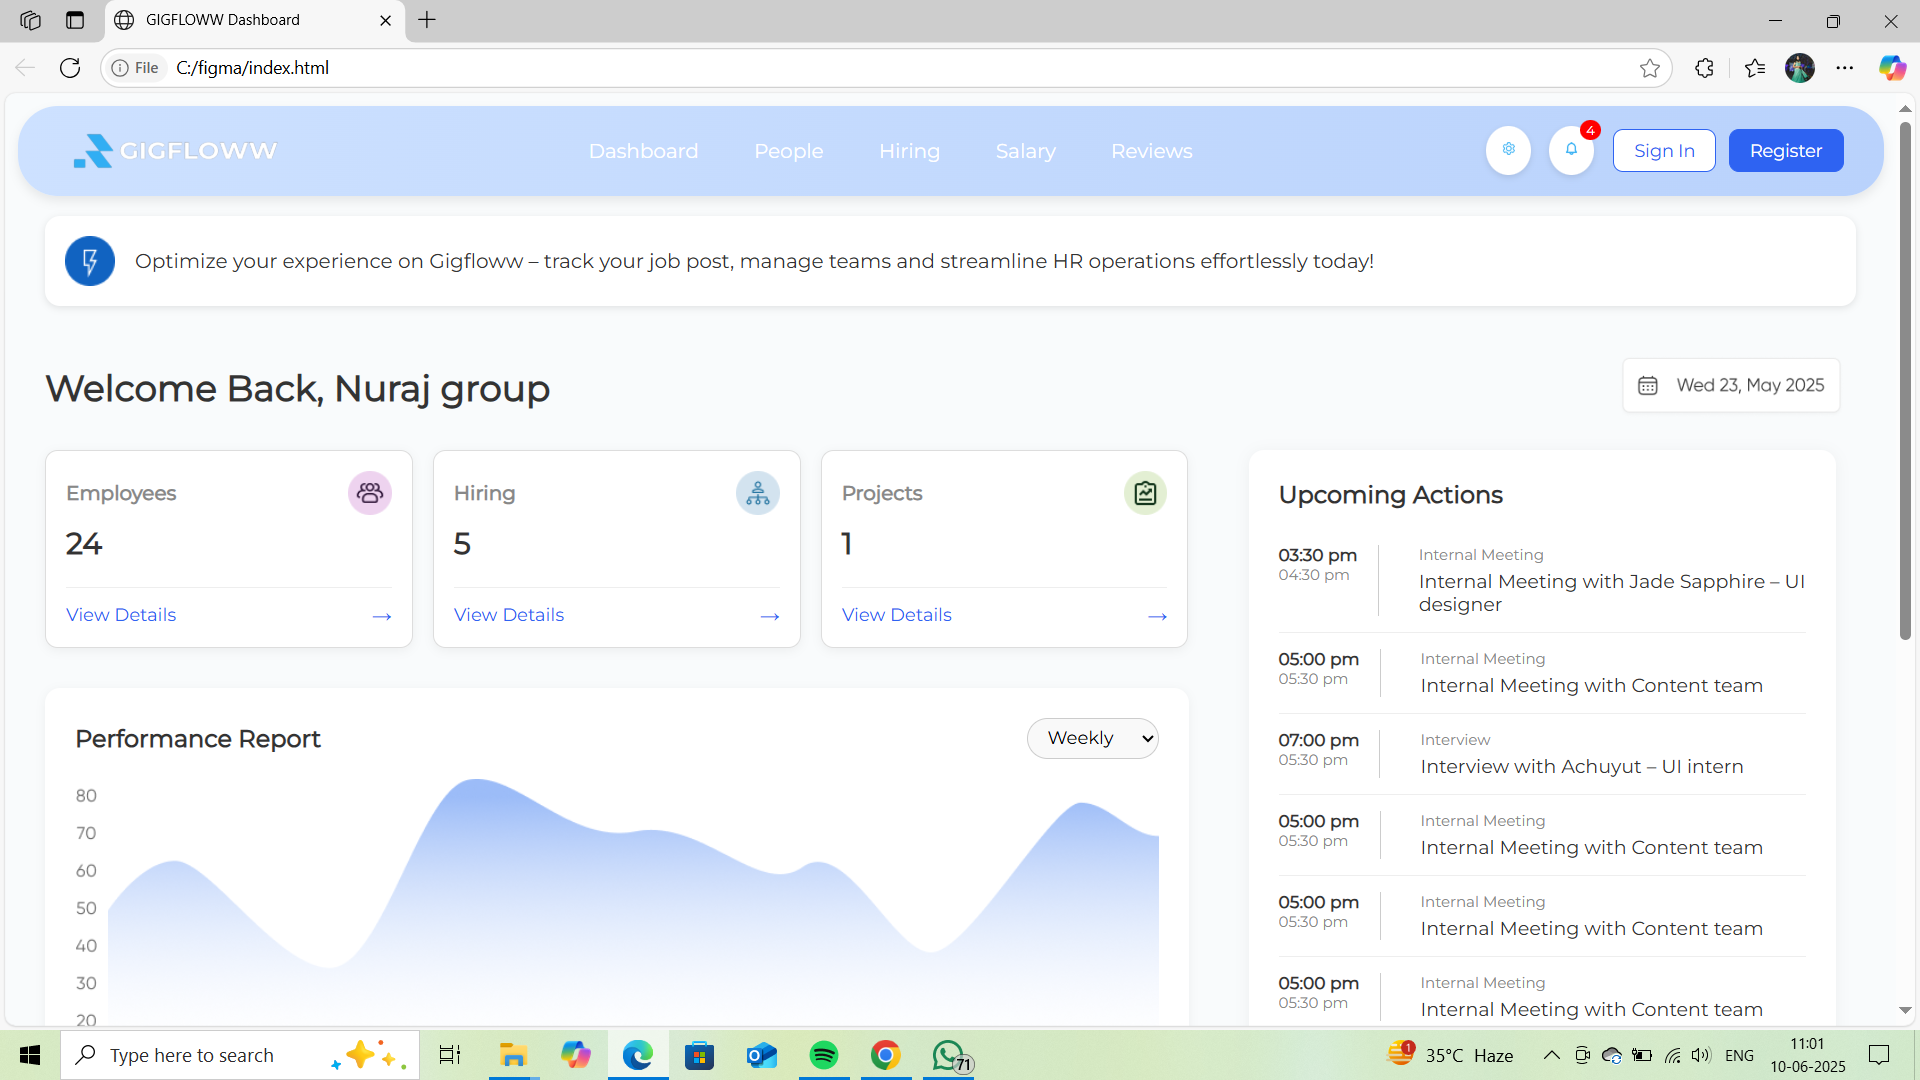 GIGFLOWW Dashboard
File C:/figma/index.html
GIGFLOWW Dashboard People Hiring Salary Reviews 4 Sign In Register
Optimize your experience on Gigfloww – track your job post, manage teams and streamline HR operations effortlessly today!
Welcome Back, Nuraj group
Wed 23, May 2025
Employees
24
View Details →
Hiring
5
View Details →
Projects
1
View Details →
Performance Report
Weekly
80
70
60
50
40
30
20
Upcoming Actions
03:30 pm
04:30 pm
Internal Meeting
Internal Meeting with Jade Sapphire – UI
designer
05:00 pm
05:30 pm
Internal Meeting
Internal Meeting with Content team
07:00 pm
05:30 pm
Interview
Interview with Achuyut – UI intern
05:00 pm
05:30 pm
Internal Meeting
Internal Meeting with Content team
05:00 pm
05:30 pm
Internal Meeting
Internal Meeting with Content team
05:00 pm
05:30 pm
Internal Meeting
Internal Meeting with Content team
Type here to search
71
1
35°C Haze
ENG
11:01
10-06-2025